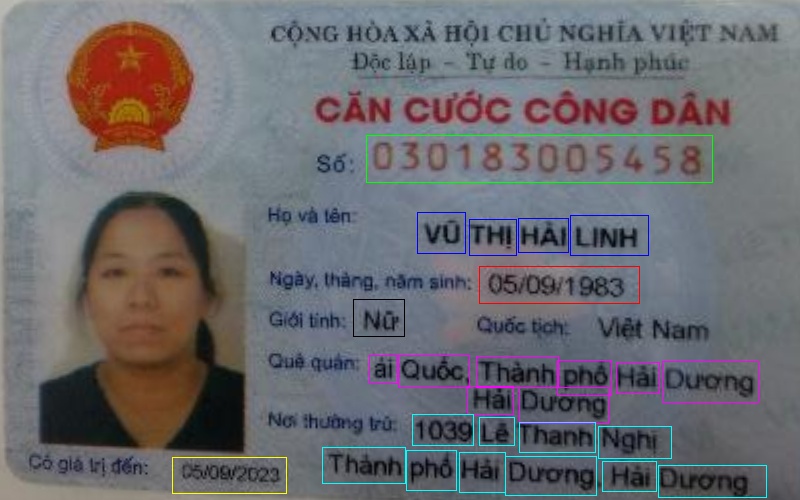 CỘNG HÒA XÃ HỘI CHỦ NGHĨA VIỆT NAM
Độc lập - Tự do - Hạnh phúc
CĂN CƯỚC CÔNG DÂN
Số: 030183005458
Họ và tên:
VŨ THỊ HẢI LINH
Ngày, tháng, năm sinh: 05/09/1983
Giới tính: Nữ Quốc tịch: Việt Nam
Quê quán: ái Quốc, Thành phố Hải Dương
Hải Dương
Nơi thường trú: 1039 Lê Thanh Nghị
Thành phố Hải Dương, Hải Dương
Có giá trị đến: 05/09/2023